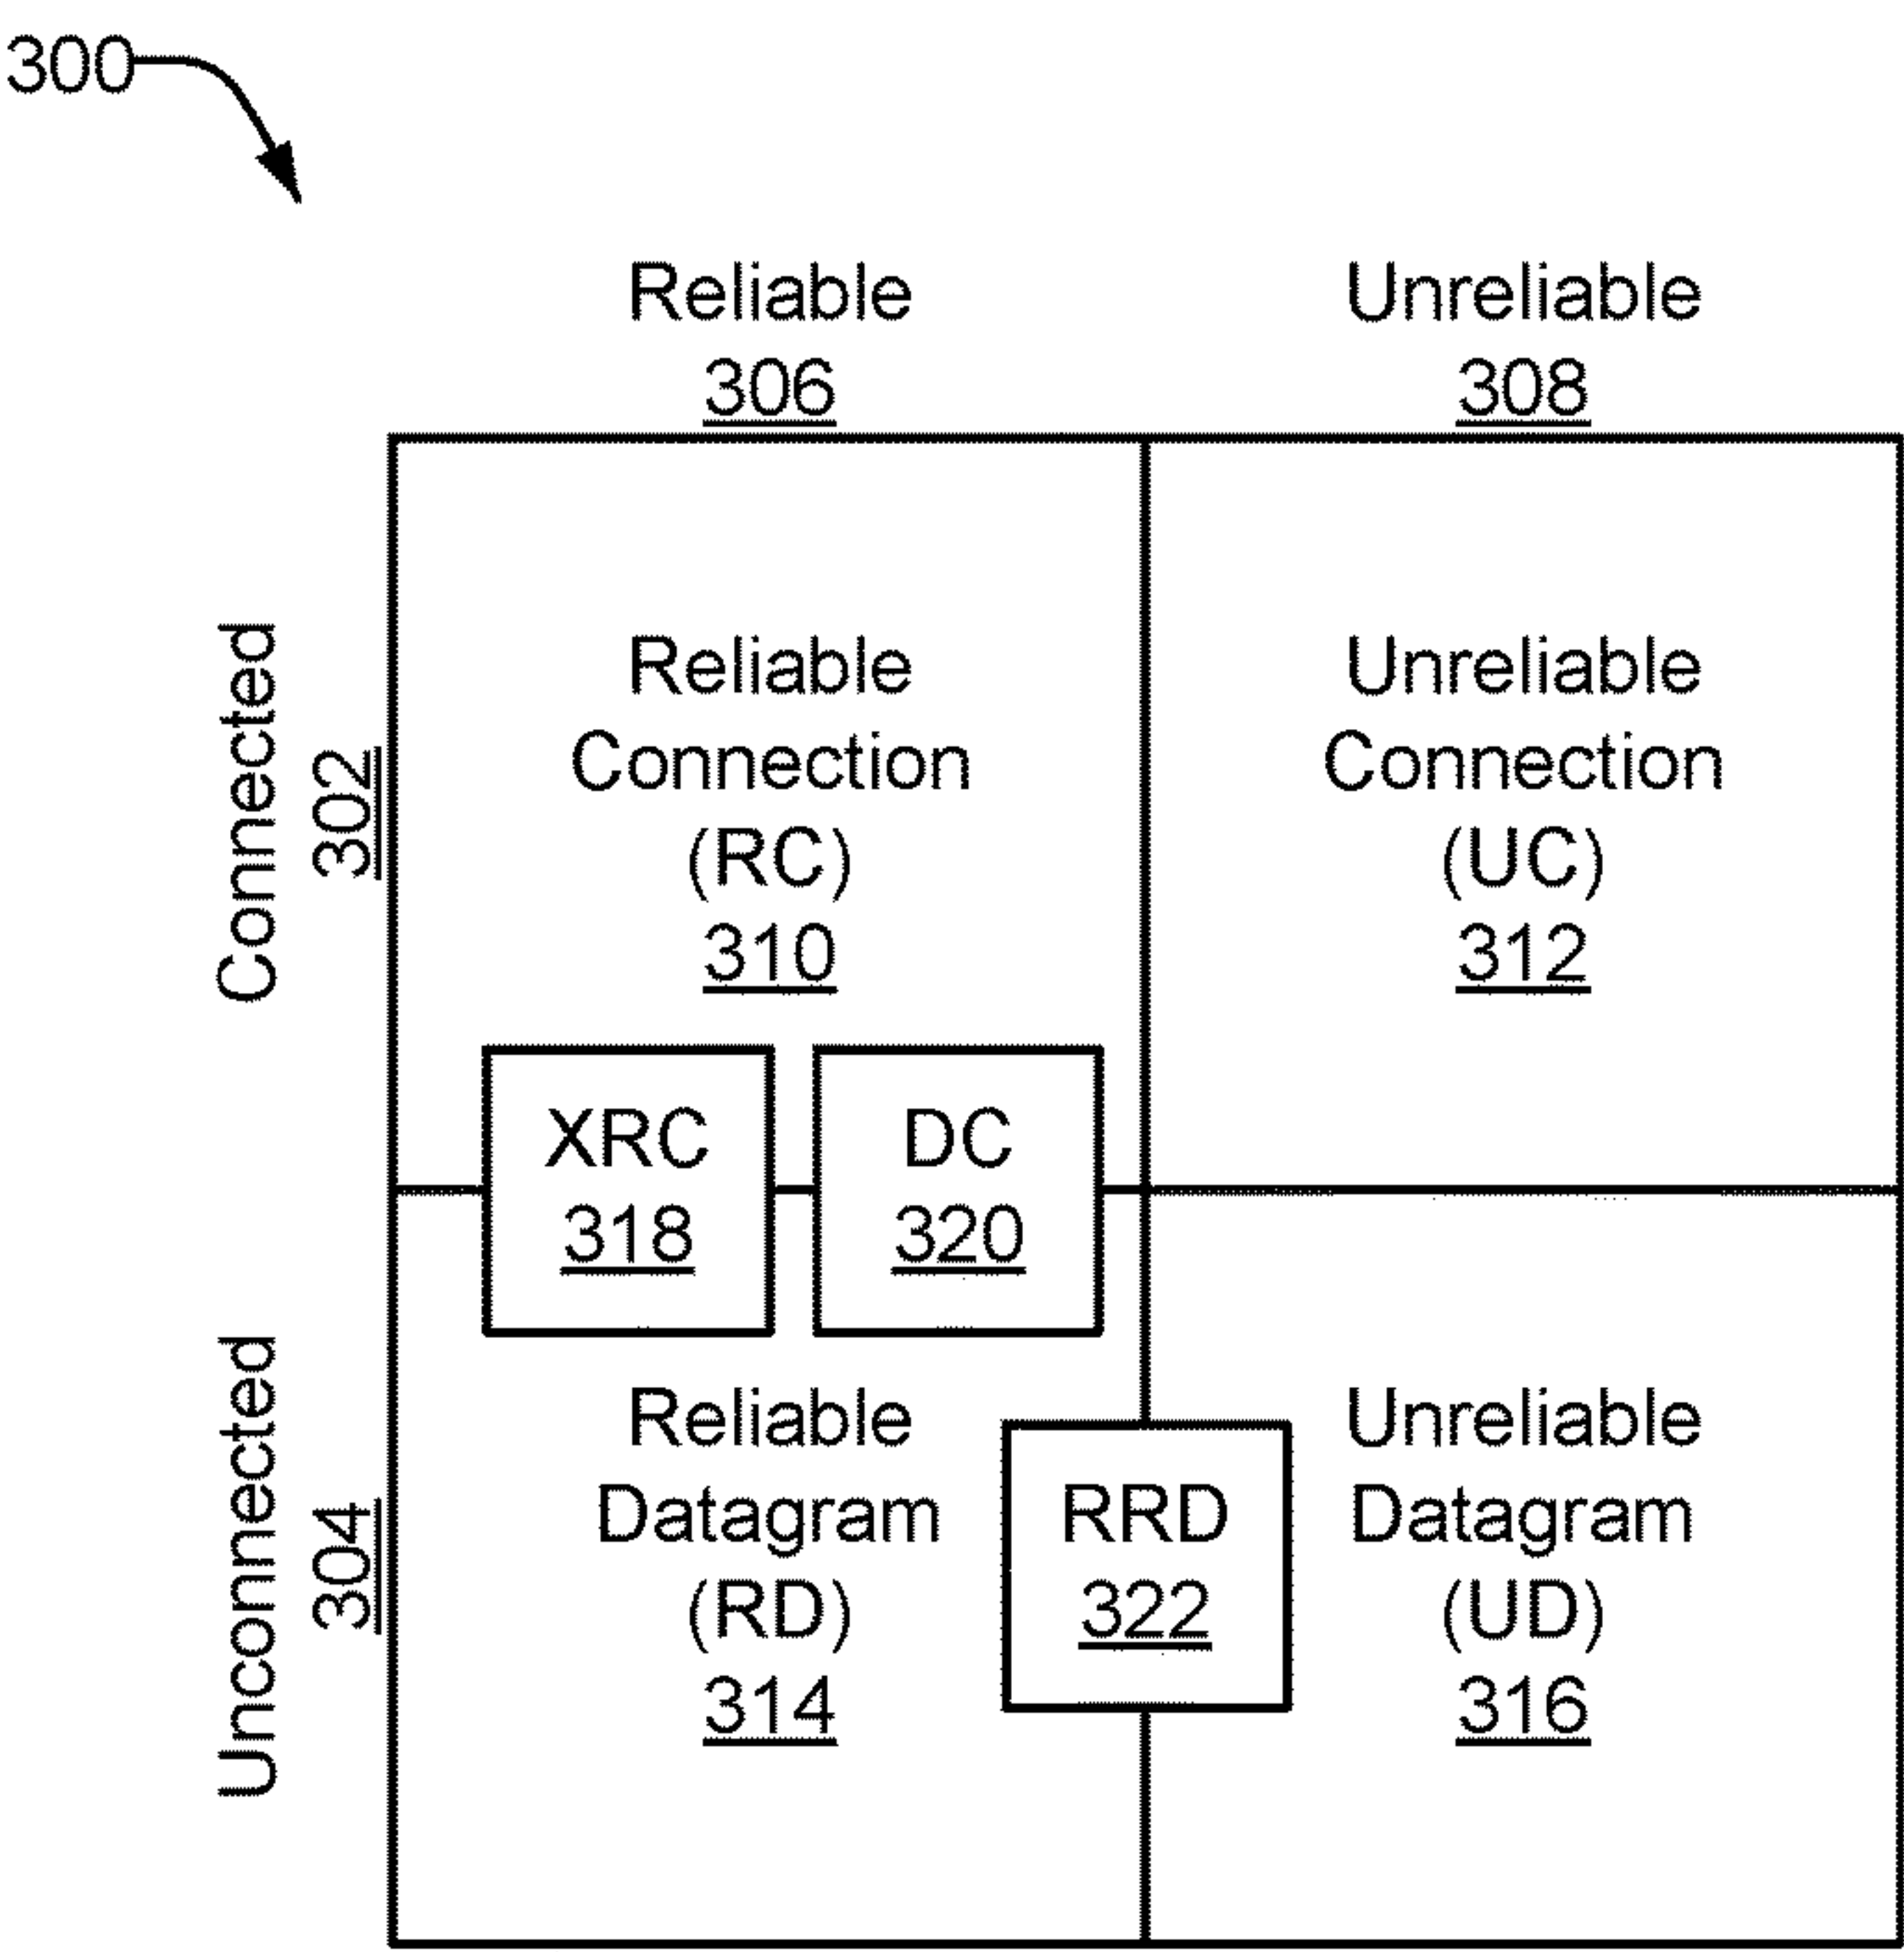 300
Reliable
306
Unreliable
308
Connected
302
Reliable
Connection
(RC)
310
Unreliable
Connection
(UC)
312
XRC
318
DC
320
Unconnected
304
Reliable
Datagram
(RD)
314
RRD
322
Unreliable
Datagram
(UD)
316